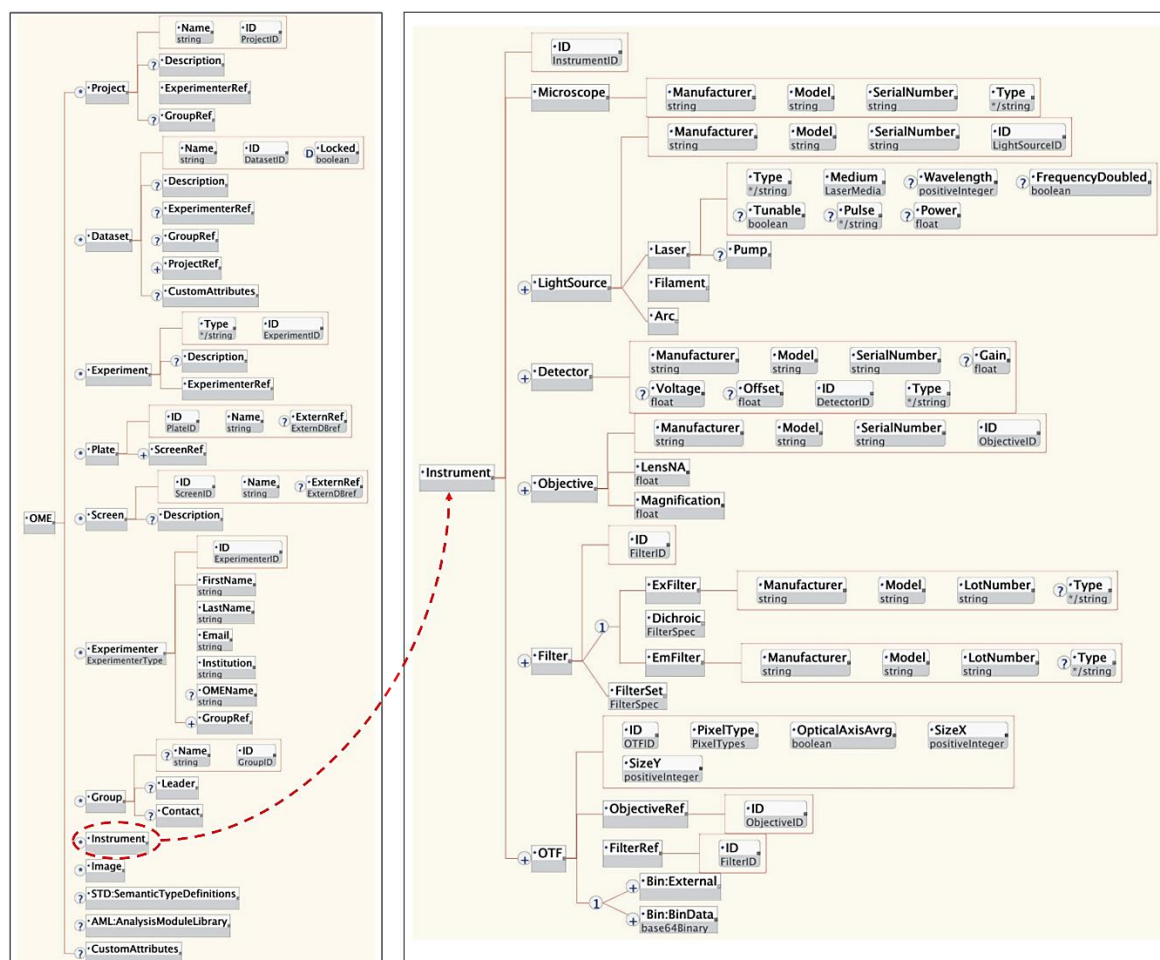 Name ID
string ProjectID
? Description
* Project
ExperimenterRef
? GroupRef
Name ID D Locked
string DatasetID boolean
? Description
? ExperimenterRef
* Dataset ? GroupRef
+ ProjectRef
? CustomAttributes
Type ID
*/string ExperimentID
? Description
* Experiment
ExperimenterRef
ID Name ? ExternRef
PlateID string ExternDBref
* Plate + ScreenRef
ID Name ? ExternRef
ScreenID string ExternDBref
* Screen ? Description
OME
ID
ExperimenterID
FirstName
string
LastName
string
Email
string
* Experimenter
ExperimenterType
Institution
string
? OMEName
string
+ GroupRef
? Name ID
string GroupID
? Leader
* Group
? Contact
* Instrument
* Image
? STD:SemanticTypeDefinitions
? AML:AnalysisModuleLibrary
? CustomAttributes
ID
InstrumentID
Microscope
Manufacturer Model SerialNumber Type
string string string */string
Manufacturer Model SerialNumber ID
string string string LightSourceID
Type Medium ? Wavelength ? FrequencyDoubled
*/string LaserMedia positiveInteger boolean
? Tunable ? Pulse ? Power
boolean */string float
Laser ? Pump
+ LightSource
Filament
Arc
Manufacturer Model SerialNumber ? Gain
string string string float
+ Detector
? Voltage ? Offset ID Type
float float DetectorID */string
Manufacturer Model SerialNumber ID
string string string ObjectiveID
Instrument
LensNA
float
+ Objective
Magnification
float
ID
FilterID
ExFilter
Manufacturer Model LotNumber ? Type
string string string */string
1 Dichroic
FilterSpec
+ Filter
EmFilter
Manufacturer Model LotNumber ? Type
string string string */string
FilterSet
FilterSpec
ID PixelType OpticalAxisAvrg SizeX
OTFID PixelTypes boolean positiveInteger
SizeY
positiveInteger
ObjectiveRef ID
ObjectiveID
+ OTF
FilterRef ID
FilterID
+ Bin:External
1
+ Bin:BinData
base64Binary